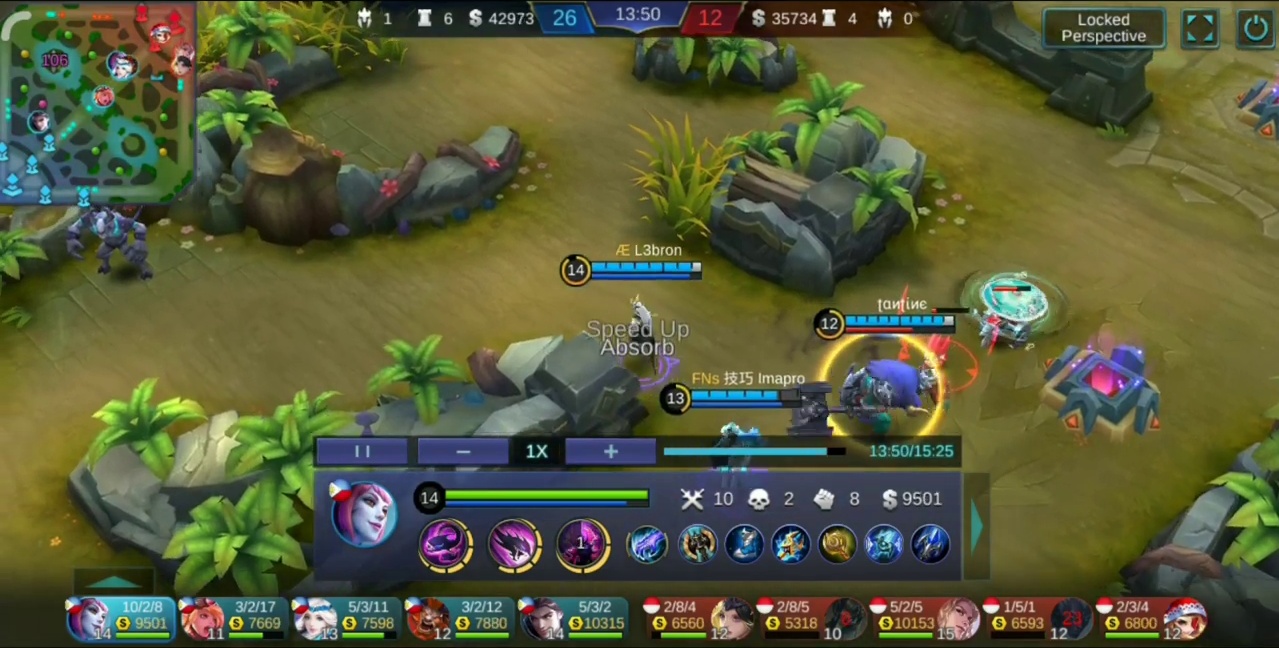 1 6 $ 42973 26 13:50 12 $ 35734 4 0
Locked
Perspective
106
Æ L3bron
14
ţαиţιиє
12
Speed Up
Absorb
FNs 技巧 Imapro
13
1X
13:50/15:25
14 10 2 8 $ 9501
1
10/2/8 3/2/17 5/3/11 3/2/12 5/3/2 2/8/4 2/8/5 5/2/5 1/5/1 2/3/4
9501 7669 7598 7880 10315 6560 5318 10153 6593 23 6800
14 11 13 12 14 12 10 15 12 12